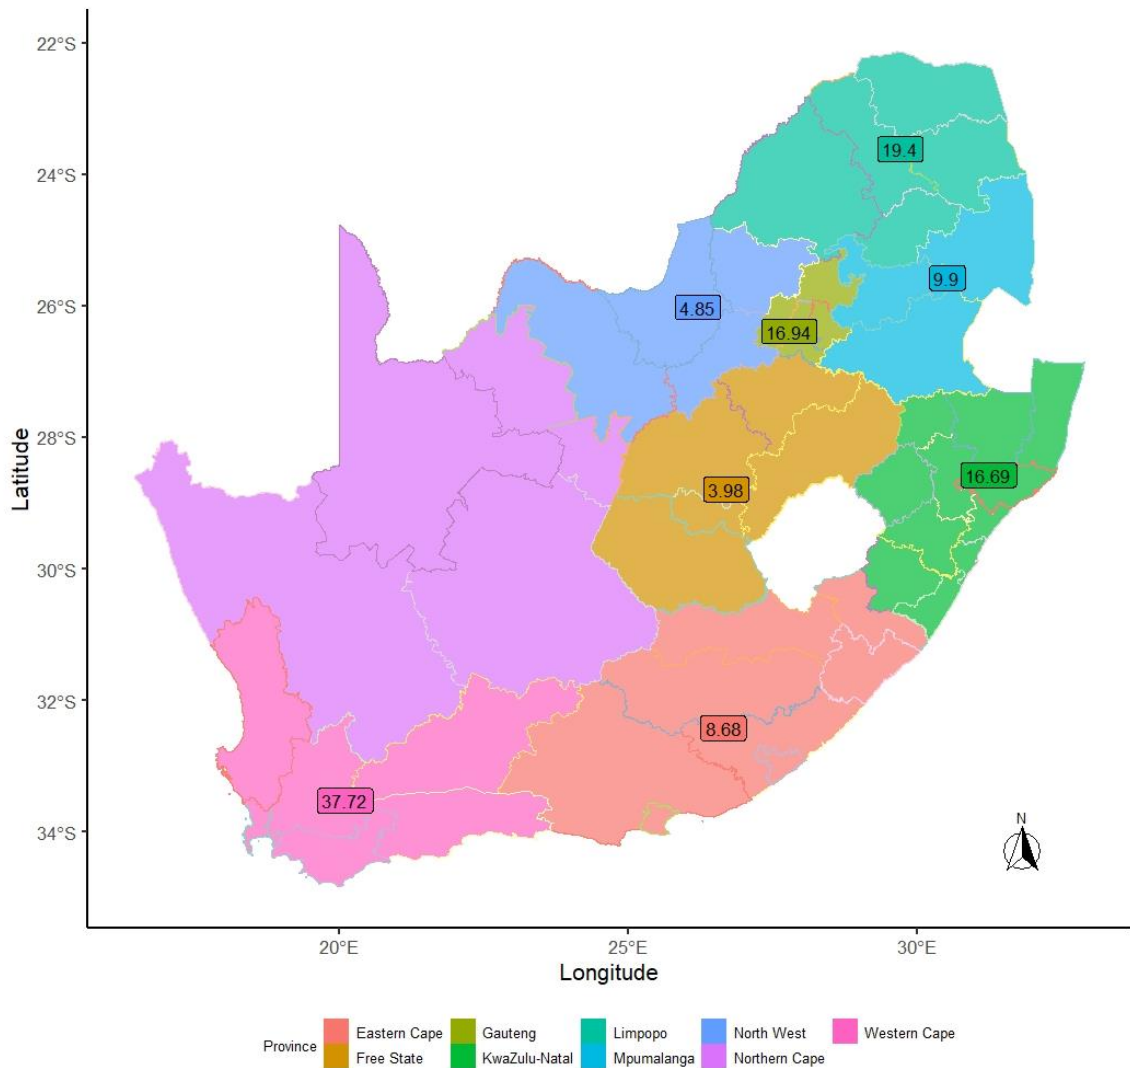 22°S
24°S
26°S
28°S
30°S
32°S
34°S
Latitude
19.4
9.9
4.85
16.94
16.69
3.98
8.68
37.72
N
20°E
25°E
30°E
Longitude
Province
Eastern Cape
Gauteng
Limpopo
North West
Western Cape
Free State
KwaZulu-Natal
Mpumalanga
Northern Cape